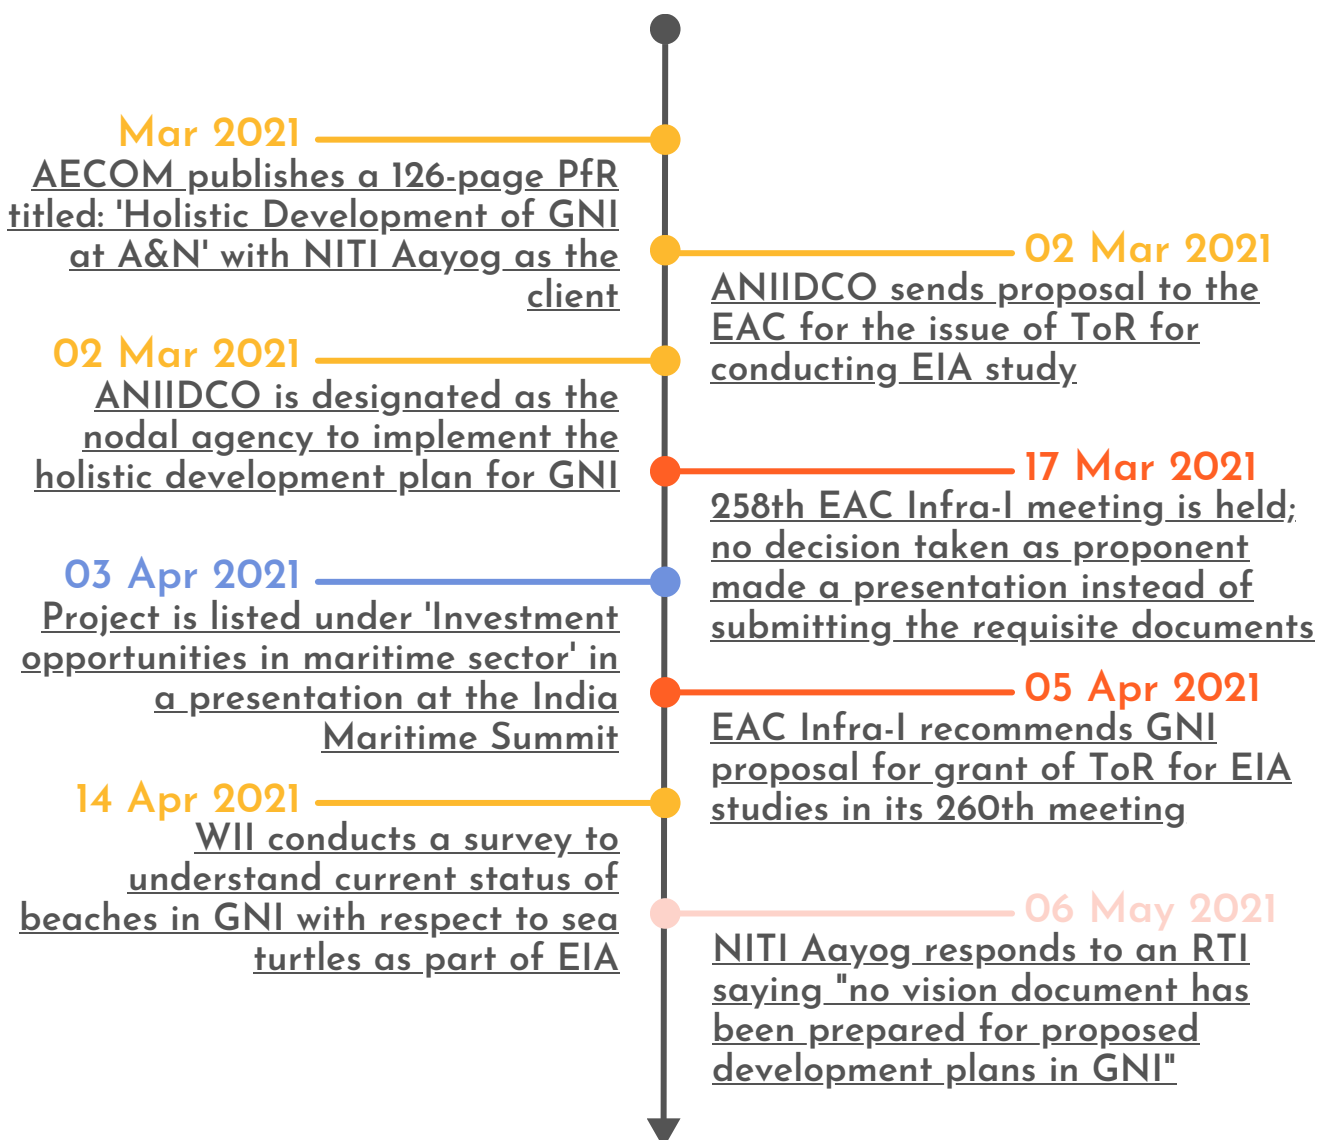 Mar 2021
AECOM publishes a 126-page PfR
titled: 'Holistic Development of GNI
at A&N' with NITI Aayog as the
client
02 Mar 2021
ANIIDCO sends proposal to the
EAC for the issue of ToR for
conducting EIA study
02 Mar 2021
ANIIDCO is designated as the
nodal agency to implement the
holistic development plan for GNI
17 Mar 2021
258th EAC Infra-I meeting is held;
no decision taken as proponent
made a presentation instead of
submitting the requisite documents
03 Apr 2021
Project is listed under 'Investment
opportunities in maritime sector' in
a presentation at the India
Maritime Summit
05 Apr 2021
EAC Infra-I recommends GNI
proposal for grant of ToR for EIA
studies in its 260th meeting
14 Apr 2021
WII conducts a survey to
understand current status of
beaches in GNI with respect to sea
turtles as part of EIA
06 May 2021
NITI Aayog responds to an RTI
saying "no vision document has
been prepared for proposed
development plans in GNI"